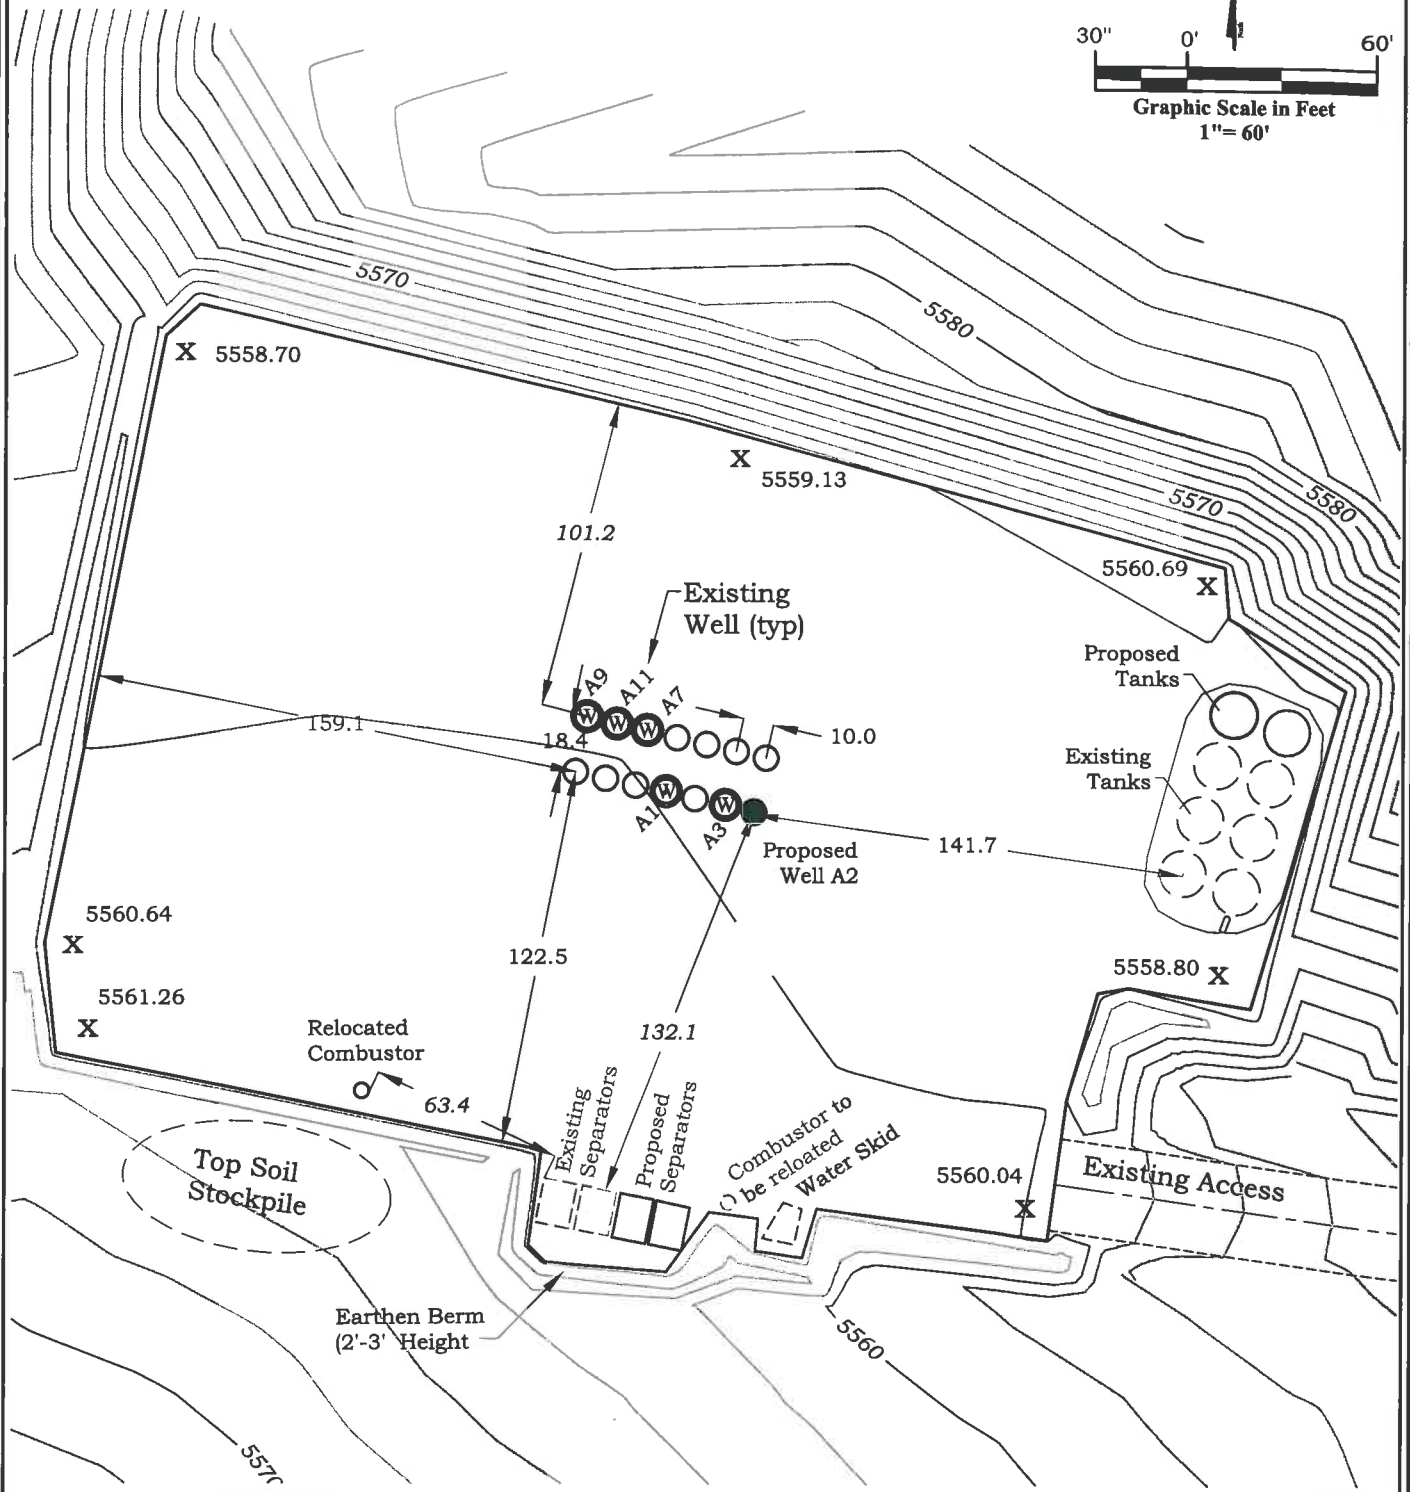 30" 0' 60'
Graphic Scale in Feet
1"= 60'
5570
5580
X 5558.70
X
5559.13
101.2
5570
5580
5560.69
X
Existing
Well (typ)
Proposed
Tanks
A9
A11
A7
W W W
159.1
18.4
10.0
Existing
Tanks
W
W
A1
A3
141.7
Proposed
Well A2
5560.64
X
122.5
5558.80 X
5561.26
X
Relocated
Combustor
132.1
63.4
Existing
Separators
Proposed
Separators
Combustor to
be reloated
Water Skid
Top Soil
Stockpile
5560.04
X
Existing Access
Earthen Berm
(2'-3' Height
5560
5570